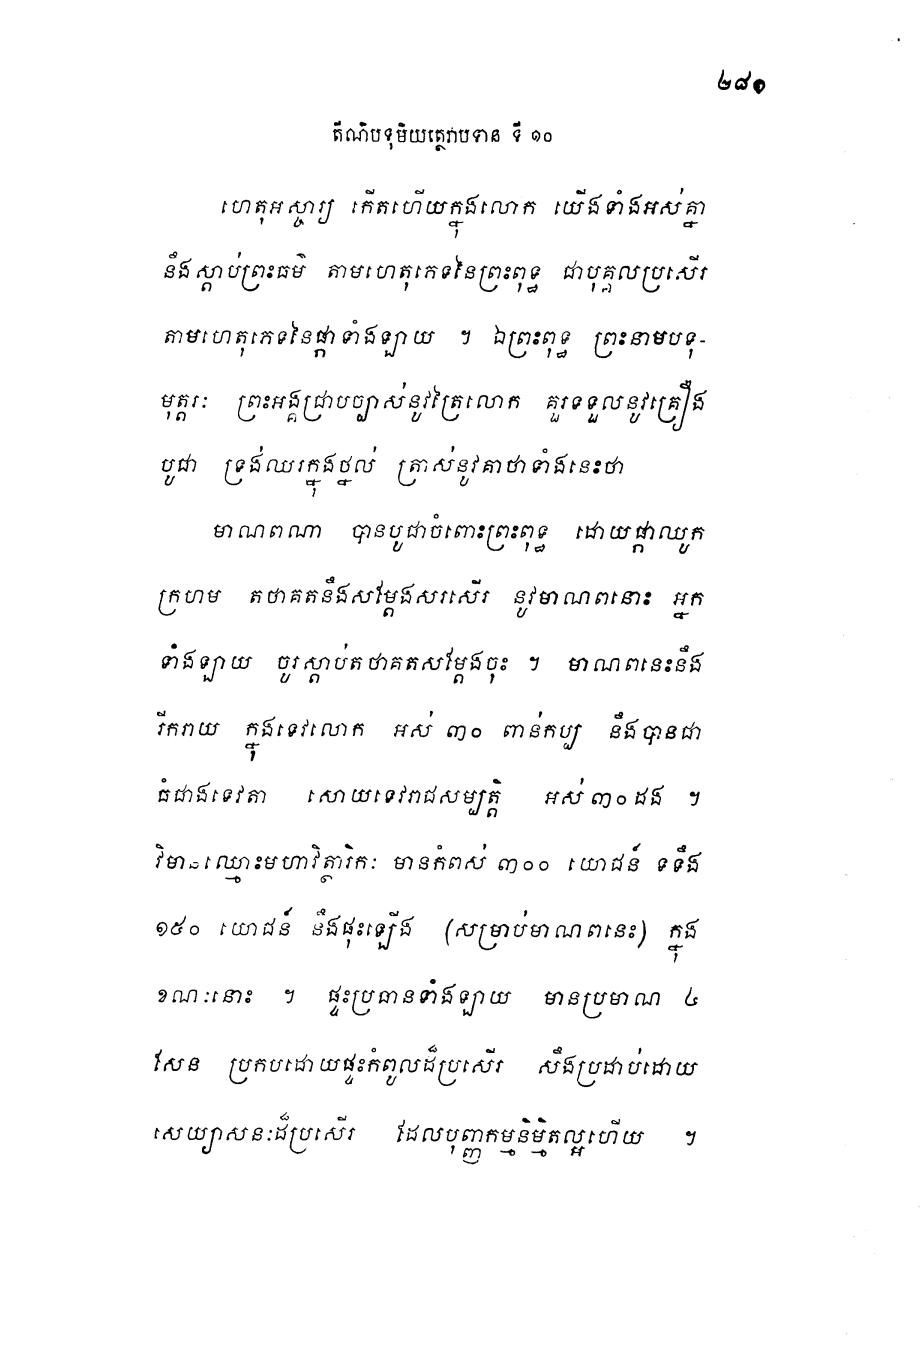 ២៨១
តីណិបទុមិយត្ថេរាបទាន ទី ១០
ហេតុអស្ចារ្យ កើតហើយក្នុងលោក យើងទាំងអស់គ្នា
នឹងស្តាប់ព្រះធម៌ តាមហេតុភេទនៃព្រះពុទ្ធ ជាបុគ្គលប្រសើរ
តាមហេតុភេទនៃផ្កាទាំងឡាយ ។ ឯព្រះពុទ្ធ ព្រះនាមបទុ-
មុត្តរៈ ព្រះអង្គជ្រាបច្បាស់នូវត្រៃលោក គួរទទួលនូវគ្រឿង
បូជា ទ្រង់ឈរក្នុងថ្នល់ ត្រាស់នូវគាថាទាំងនេះថា
មាណពណា បានបូជាចំពោះព្រះពុទ្ធ ដោយផ្កាឈូក
ក្រហម តថាគតនឹងសម្តែងសរសើរ នូវមាណពនោះ អ្នក
ទាំងឡាយ ចូរស្តាប់តថាគតសម្តែងចុះ ។ មាណពនេះនឹង
រីករាយ ក្នុងទេវលោក អស់ ៣០ ពាន់កប្ប នឹងបានជា
ធំជាងទេវតា សោយទេវរាជសម្បត្តិ អស់ ៣០ ដង ។
វិមានឈ្មោះមហាវិត្ថារិកៈ មានកំពស់ ៣០០ យោជន៍ ទទឹង
១៥០ យោជន៍ នឹងផុះឡើង (សម្រាប់មាណពនេះ) ក្នុង
ខណៈនោះ ។ ផ្ទះប្រធានទាំងឡាយ មានប្រមាណ ៤
សែន ប្រកបដោយផ្ទះកំពូលដ៏ប្រសើរ សឹងប្រដាប់ដោយ
សេយ្យាសនៈដ៏ប្រសើរ ដែលបុញ្ញកម្មនិម្មិតល្អហើយ ។